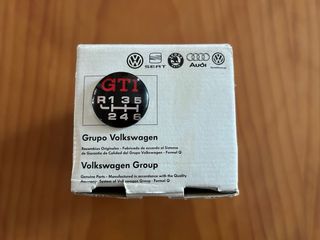 SEAT
Audi
GTI
R 1 3 5
2 4 6
Grupo Volkswagen
Recambios Originales - Fabricado de acuerdo al Sistema
de Garantía de Calidad del Grupo Volkswagen - Formel Q
Volkswagen Group
Genuine Parts - Manufactured in accordance with the Quality
System of Volkswagen Group - Formel Q